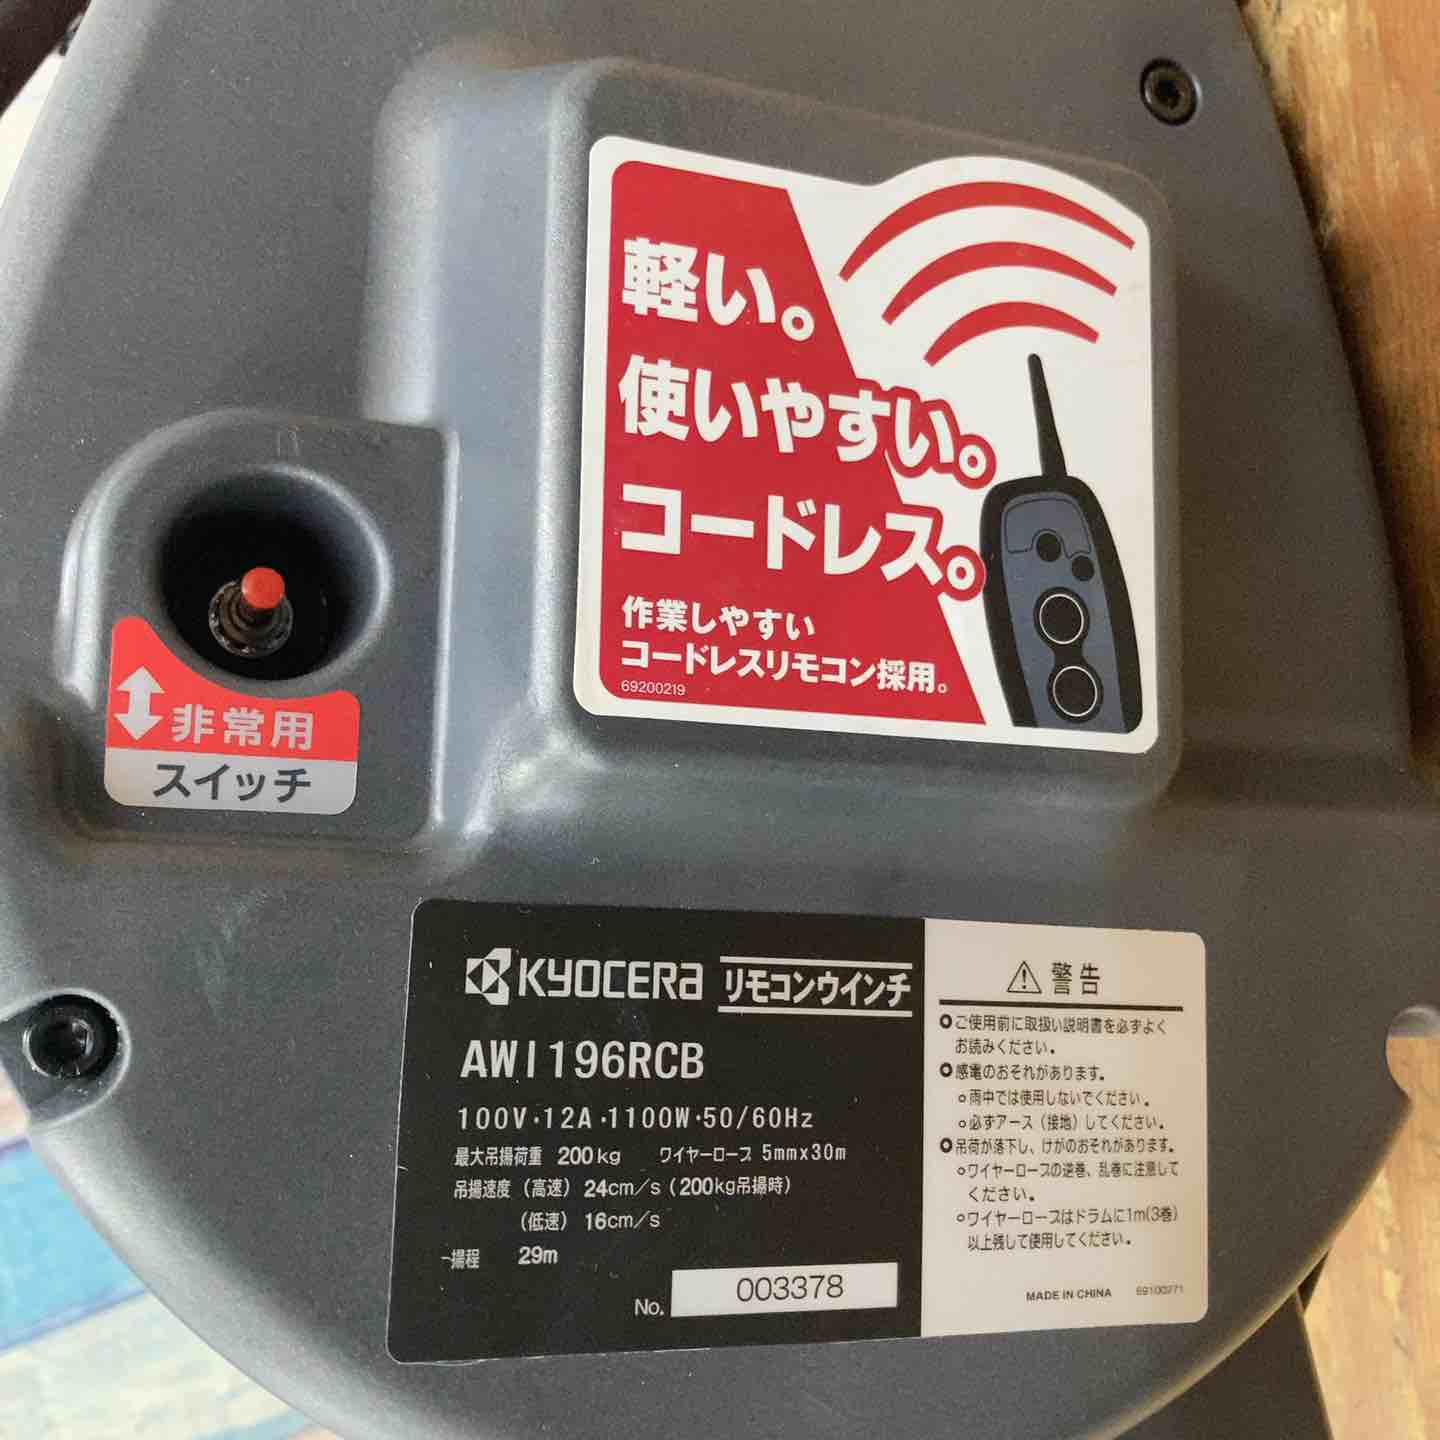 軽い。
使いやすい。
コードレス。
作業しやすい
コードレスリモコン採用。
69200219
非常用
スイッチ
KYOCERA リモコンウインチ
AWI196RCB
100V・12A・1100W・50/60Hz
最大吊揚荷重 200kg ワイヤーロープ 5mmx30m
吊揚速度(高速) 24cm/s(200kg吊揚時)
(低速) 16cm/s
揚程 29m
No. 003378
警告
ご使用前に取扱い説明書を必ずよく
お読みください。
感電のおそれがあります。
雨中では使用しないでください。
必ずアース(接地)してください。
吊荷が落下し、けがのおそれがあります。
ワイヤーロープの逆巻、乱巻に注意して
ください。
ワイヤーロープはドラムに1m(3巻)
以上残して使用してください。
MADE IN CHINA 69100271